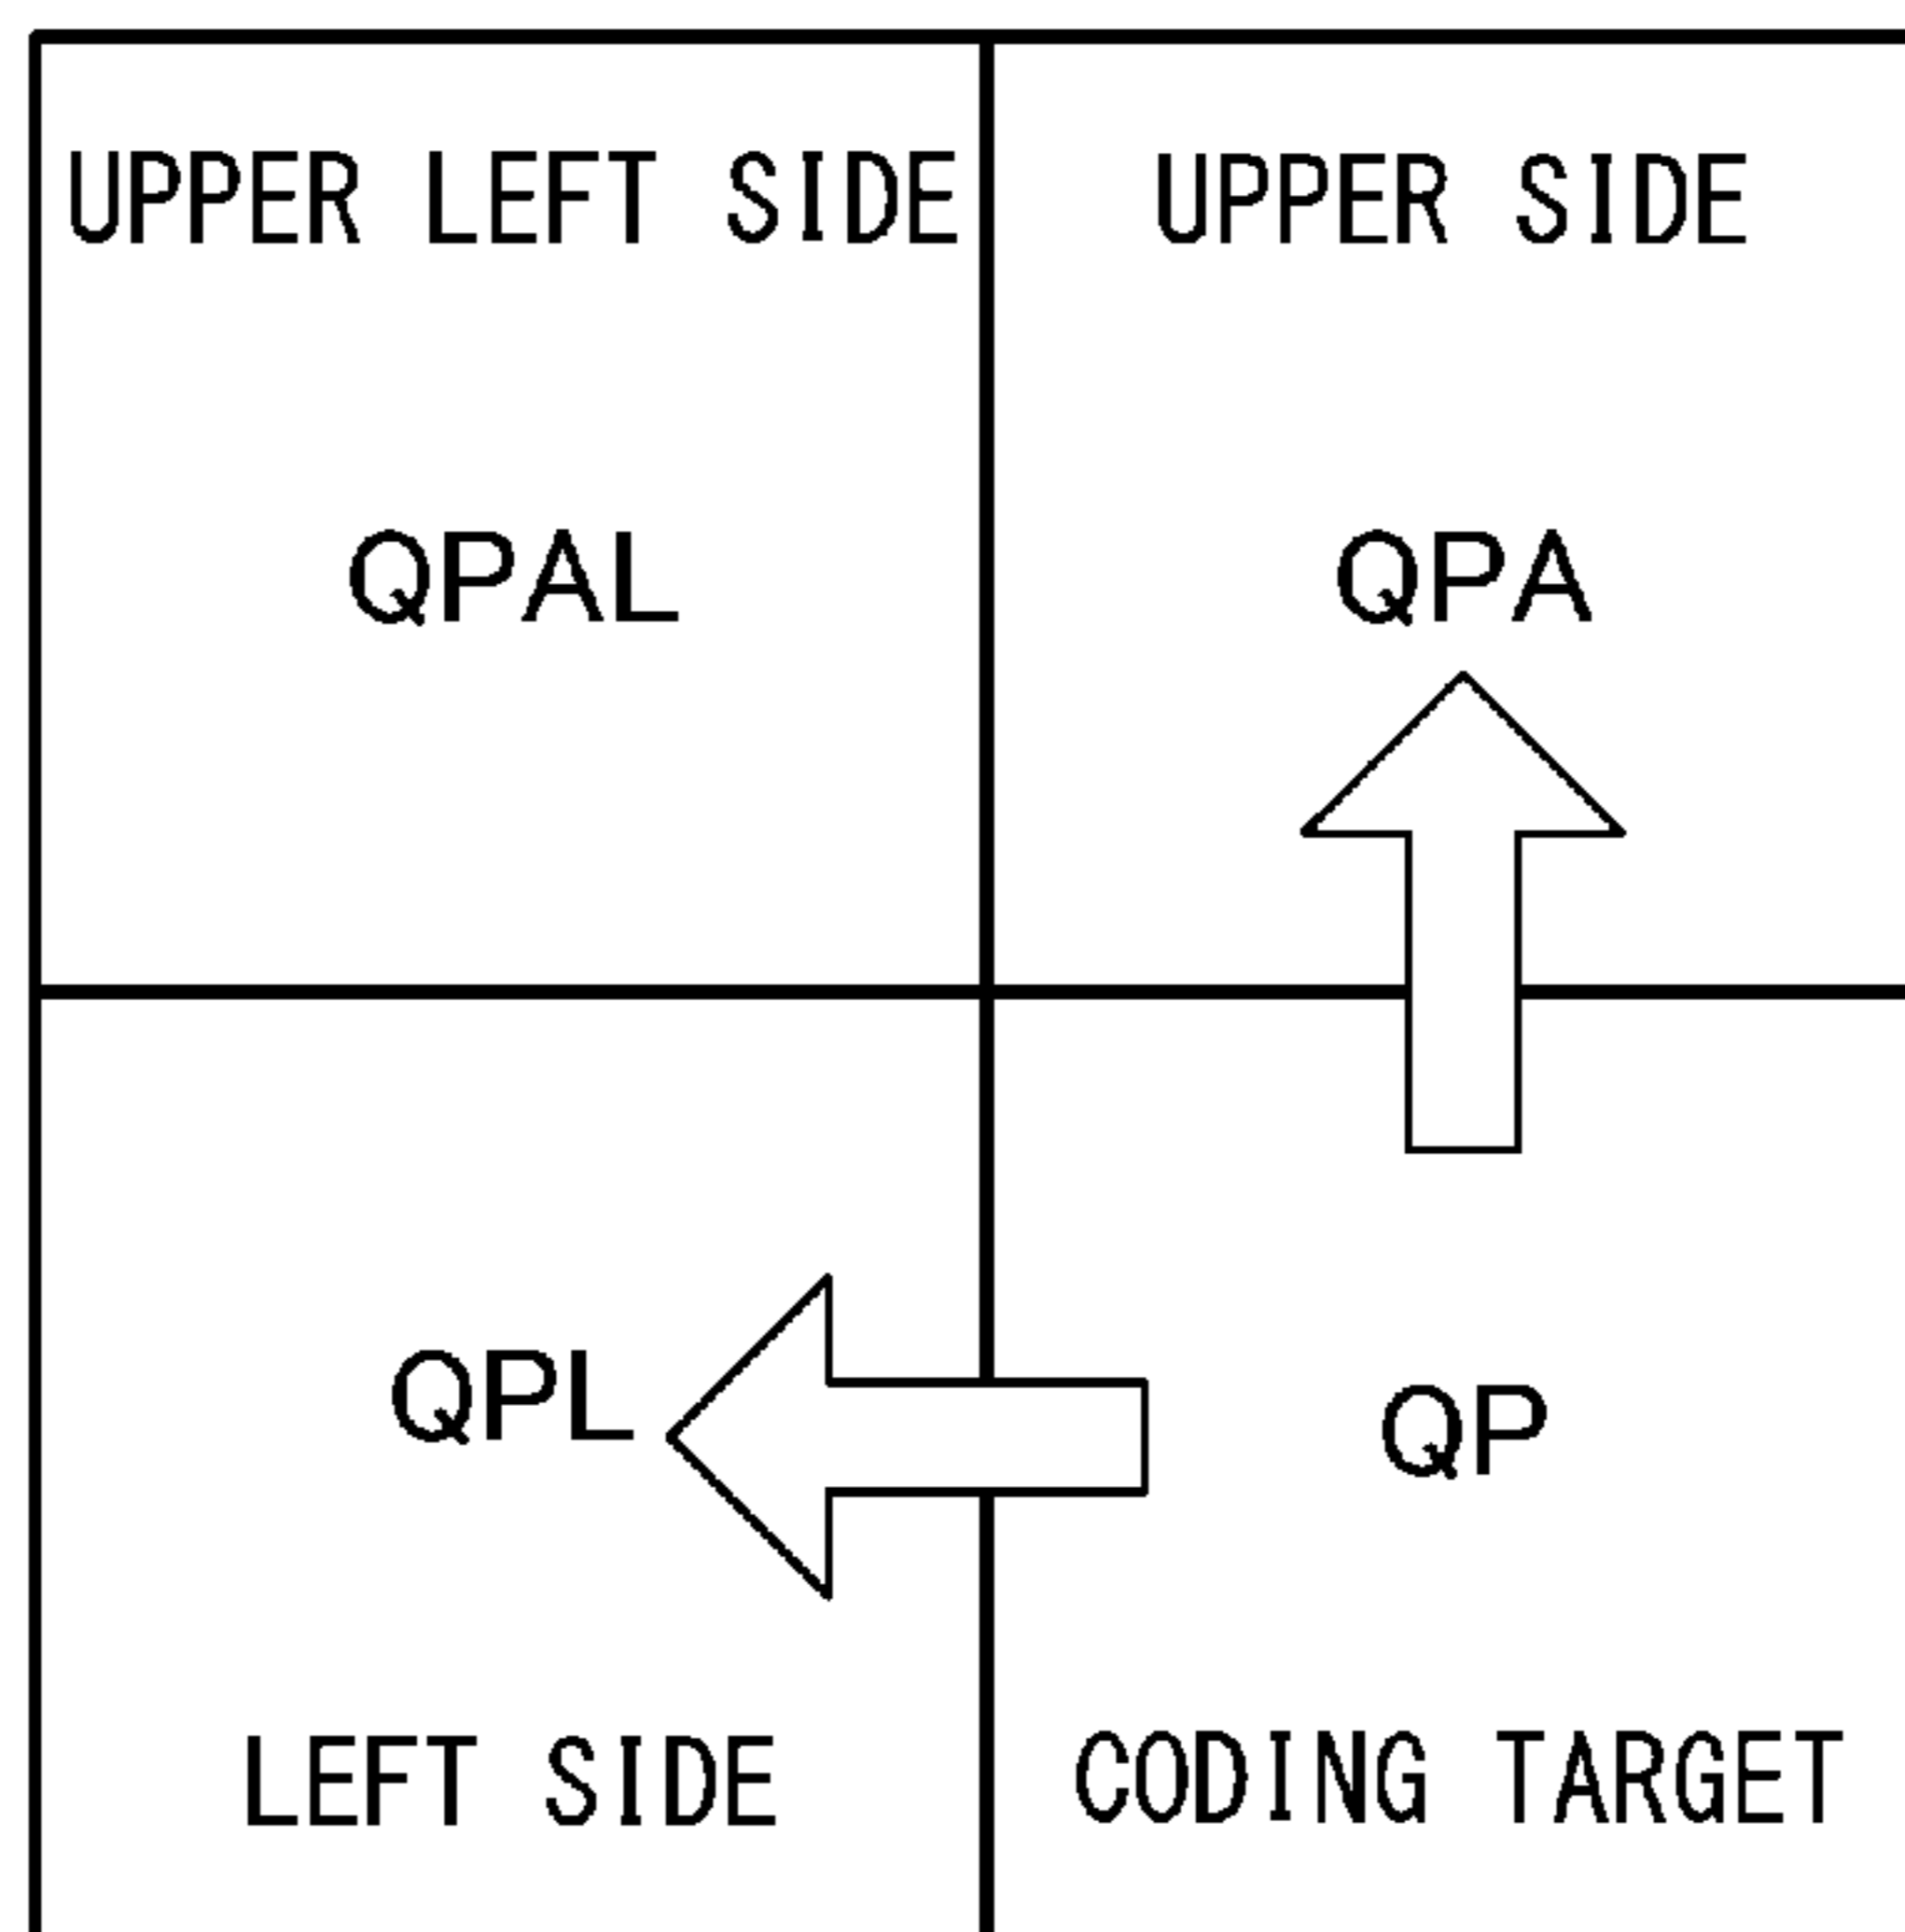 UPPER LEFT SIDE
UPPER SIDE
QPAL
QPA
QPL
QP
LEFT SIDE
CODING TARGET